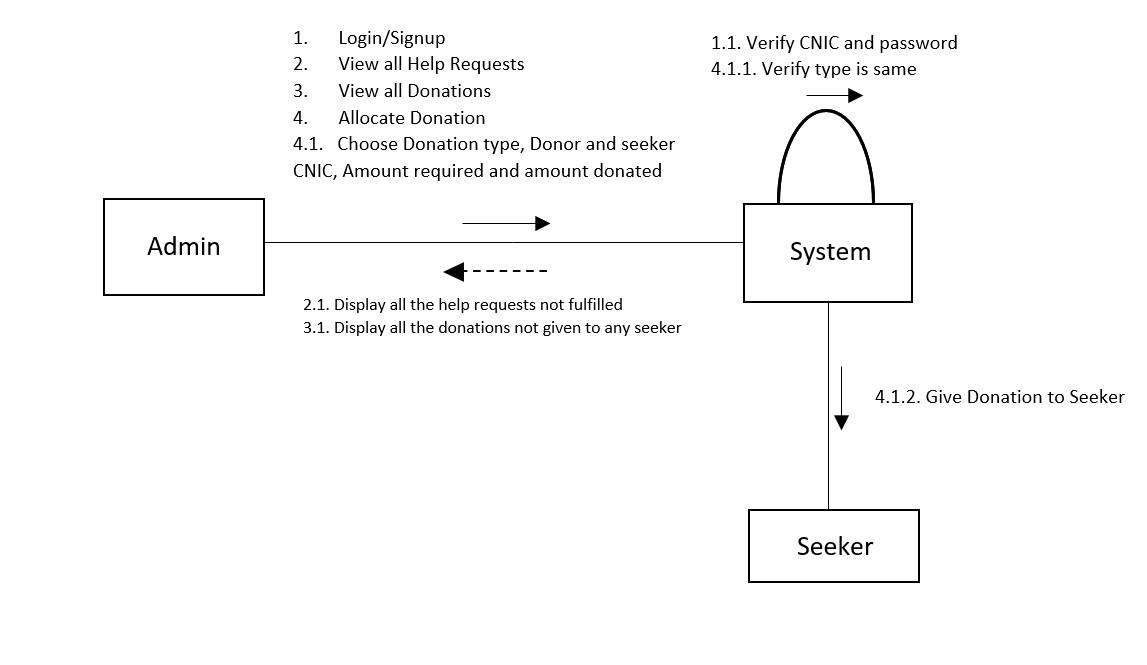 1. Login/Signup
2. View all Help Requests
3. View all Donations
4. Allocate Donation
4.1. Choose Donation type, Donor and seeker
CNIC, Amount required and amount donated
1.1. Verify CNIC and password
4.1.1. Verify type is same
Admin
System
2.1. Display all the help requests not fulfilled
3.1. Display all the donations not given to any seeker
4.1.2. Give Donation to Seeker
Seeker